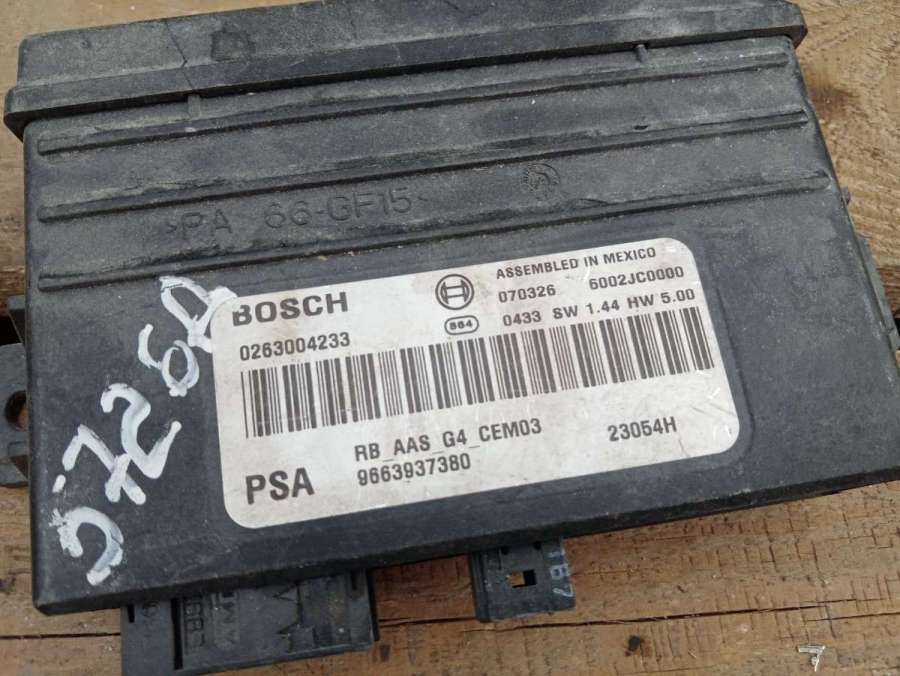 >PA 66-GF15<
BOSCH
ASSEMBLED IN MEXICO
070326 6002JC0000
0263004233
864 0433 SW 1.44 HW 5.00
RB_AAS_G4_CEM03
23054H
PSA
9663937380